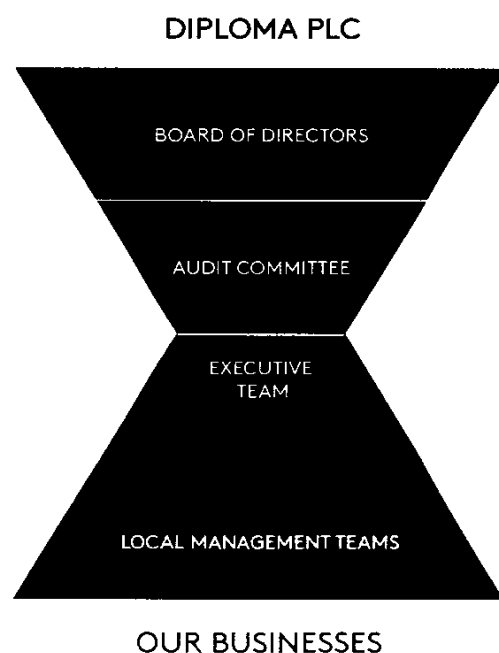 DIPLOMA PLC
BOARD OF DIRECTORS
AUDIT COMMITTEE
EXECUTIVE
TEAM
LOCAL MANAGEMENT TEAMS
OUR BUSINESSES